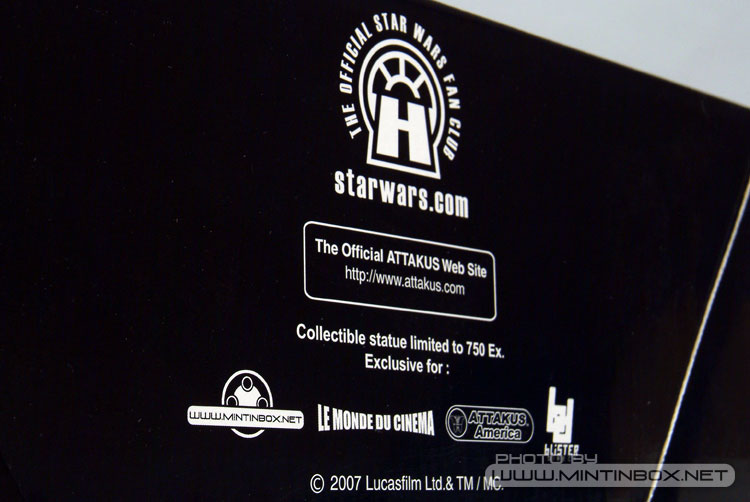 THE OFFICIAL STAR WARS FAN CLUB
H
starwars.com
The Official ATTAKUS Web Site
http://www.attakus.com
Collectible statue limited to 750 Ex.
Exclusive for :
WWW.MINTINBOX.NET
LE MONDE DU CINEMA
ATTAKUS
America
bLiSTER
© 2007 Lucasfilm Ltd.& TM / MC.
PHOTO BY
WWW.MINTINBOX.NET